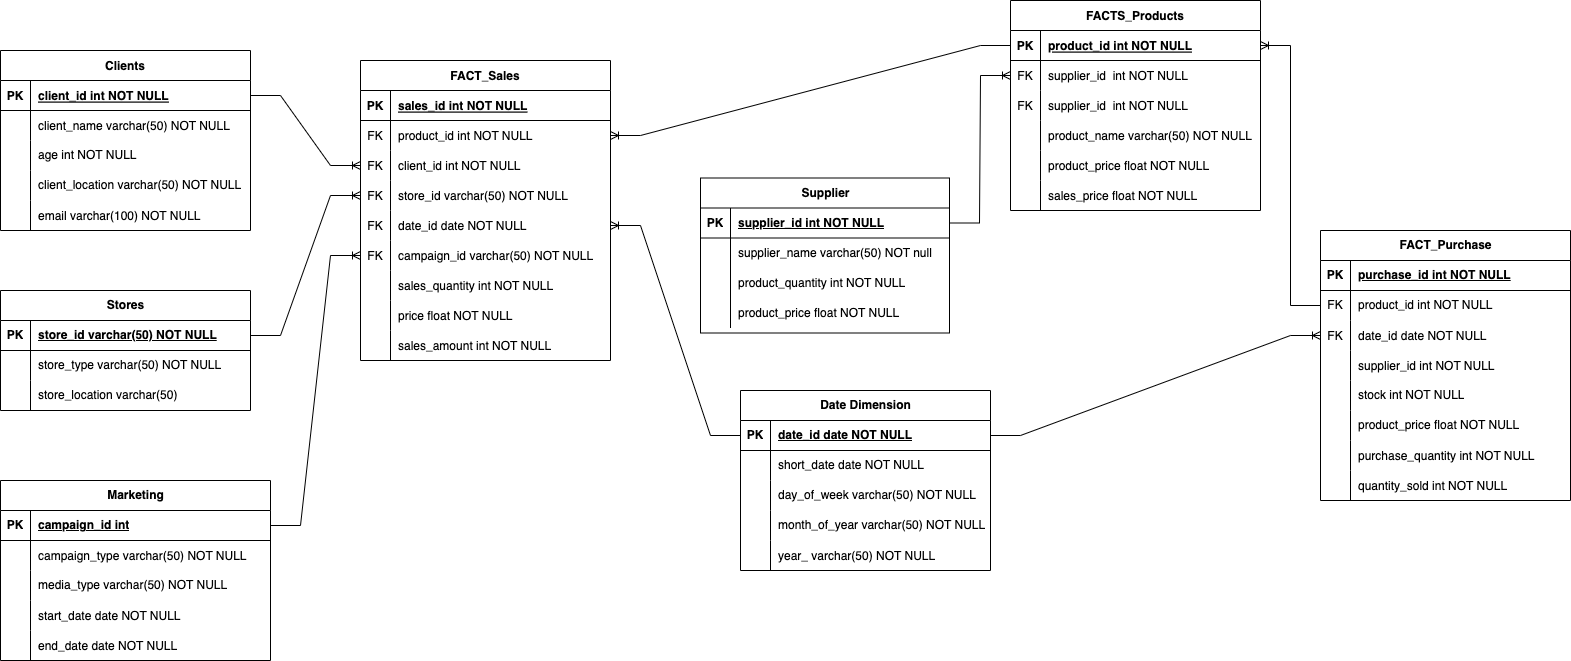 Clients
PK client_id int NOT NULL
client_name varchar(50) NOT NULL
age int NOT NULL
client_location varchar(50) NOT NULL
email varchar(100) NOT NULL
Stores
PK store_id varchar(50) NOT NULL
store_type varchar(50) NOT NULL
store_location varchar(50)
Marketing
PK campaign_id int
campaign_type varchar(50) NOT NULL
media_type varchar(50) NOT NULL
start_date date NOT NULL
end_date date NOT NULL
FACT_Sales
PK sales_id int NOT NULL
FK product_id int NOT NULL
FK client_id int NOT NULL
FK store_id varchar(50) NOT NULL
FK date_id date NOT NULL
FK campaign_id varchar(50) NOT NULL
sales_quantity int NOT NULL
price float NOT NULL
sales_amount int NOT NULL
Supplier
PK supplier_id int NOT NULL
supplier_name varchar(50) NOT null
product_quantity int NOT NULL
product_price float NOT NULL
Date Dimension
PK date_id date NOT NULL
short_date date NOT NULL
day_of_week varchar(50) NOT NULL
month_of_year varchar(50) NOT NULL
year_ varchar(50) NOT NULL
FACTS_Products
PK product_id int NOT NULL
FK supplier_id int NOT NULL
FK supplier_id int NOT NULL
product_name varchar(50) NOT NULL
product_price float NOT NULL
sales_price float NOT NULL
FACT_Purchase
PK purchase_id int NOT NULL
FK product_id int NOT NULL
FK date_id date NOT NULL
supplier_id int NOT NULL
stock int NOT NULL
product_price float NOT NULL
purchase_quantity int NOT NULL
quantity_sold int NOT NULL